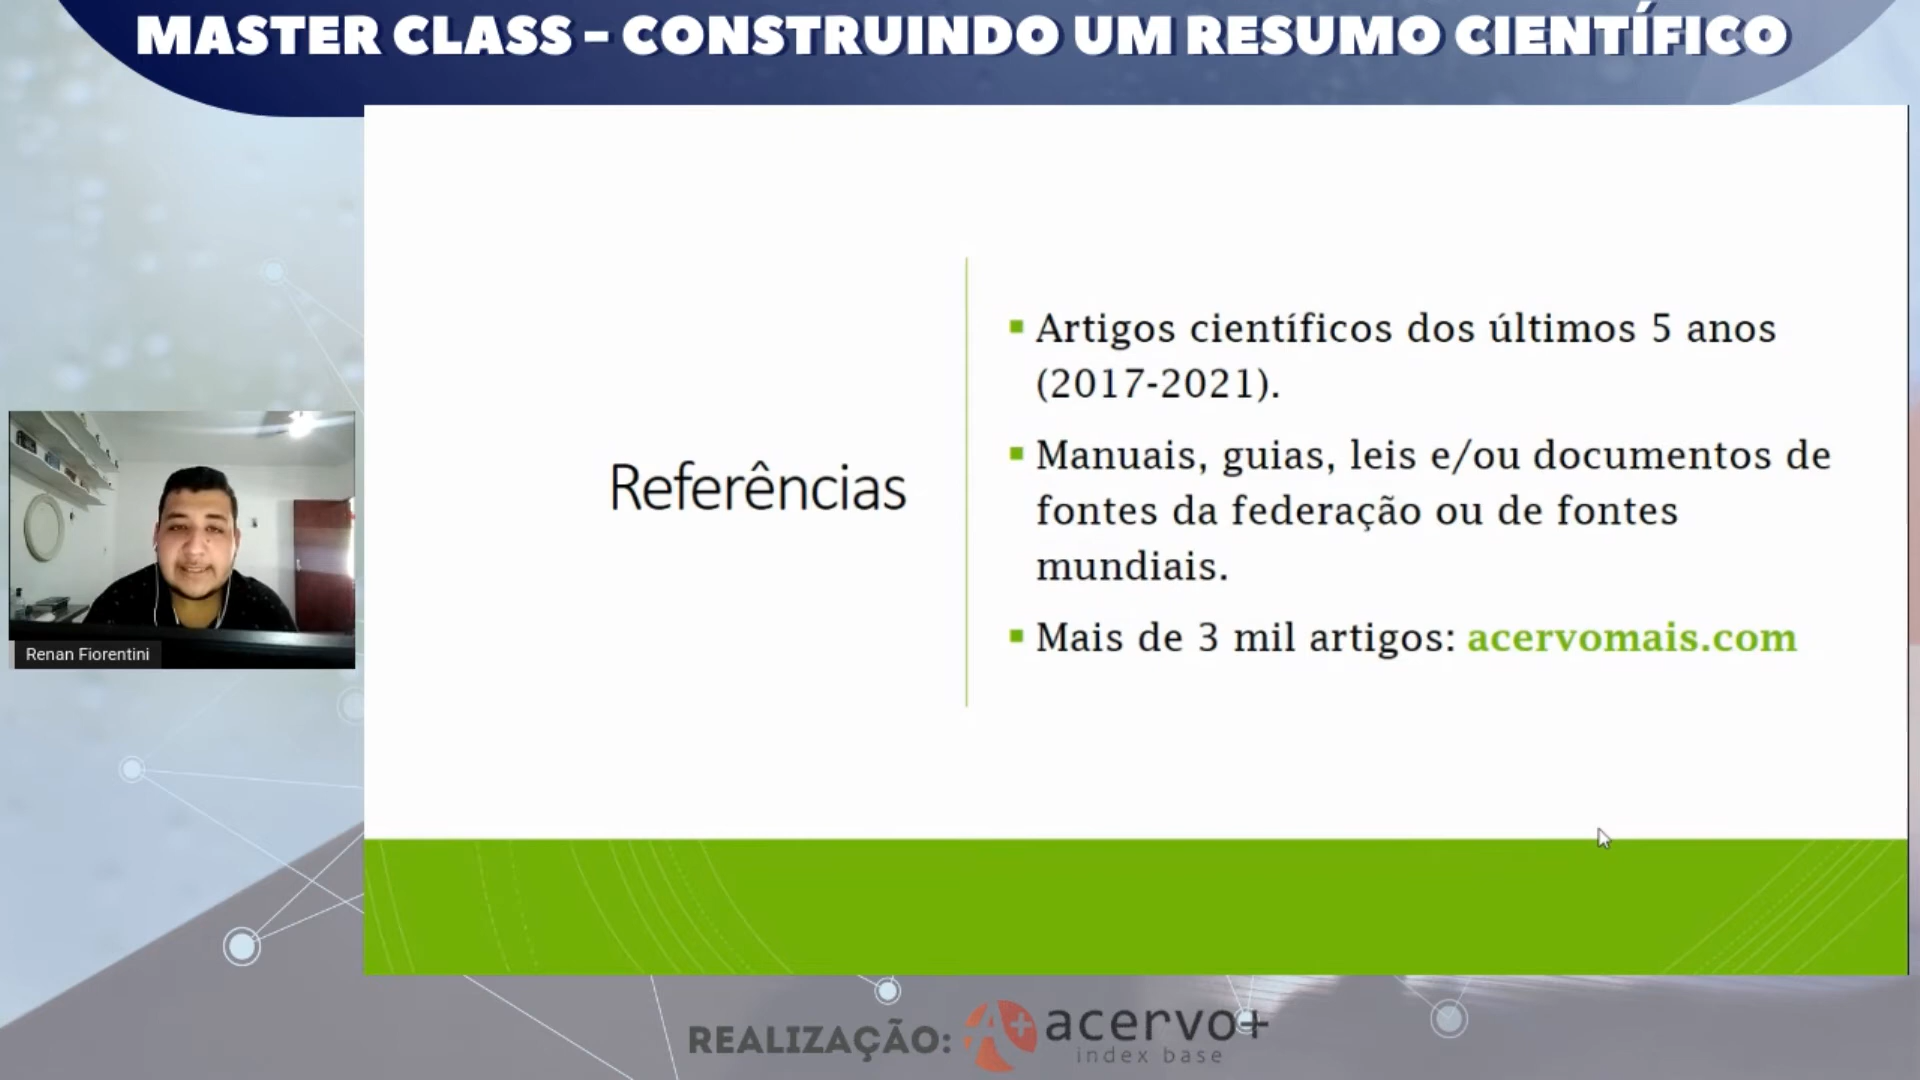 MASTER CLASS - CONSTRUINDO UM RESUMO CIENTÍFICO
Referências
Artigos científicos dos últimos 5 anos
(2017-2021).
Manuais, guias, leis e/ou documentos de
fontes da federação ou de fontes
mundiais.
Mais de 3 mil artigos: acervomais.com
Renan Fiorentini
REALIZAÇÃO: A+ acervo+
index base